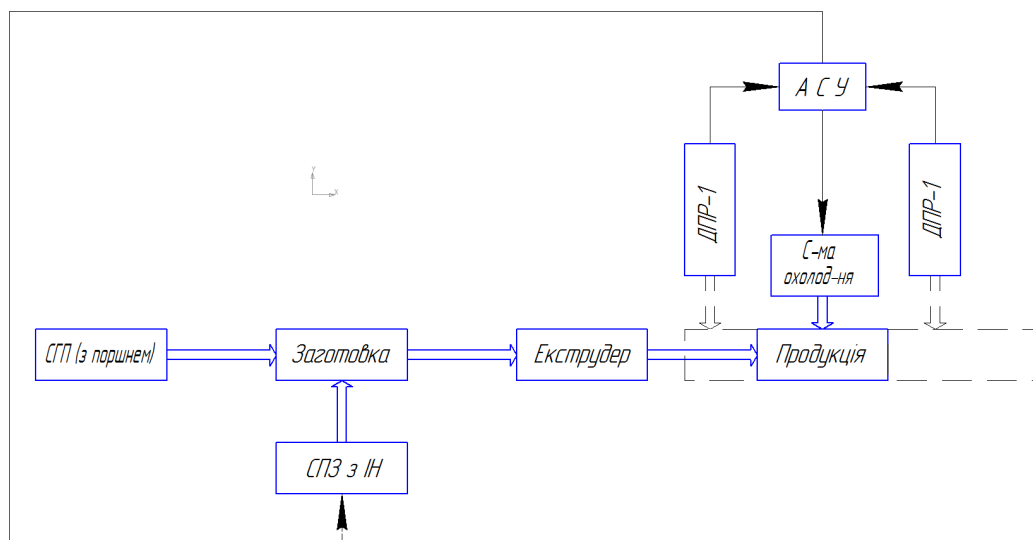 А С У
ДПР-1
ДПР-1
С-ма
охолод-ня
СГП (з поршнем)
Заготовка
Екструдер
Продукція
СПЗ з ІН
Y
X